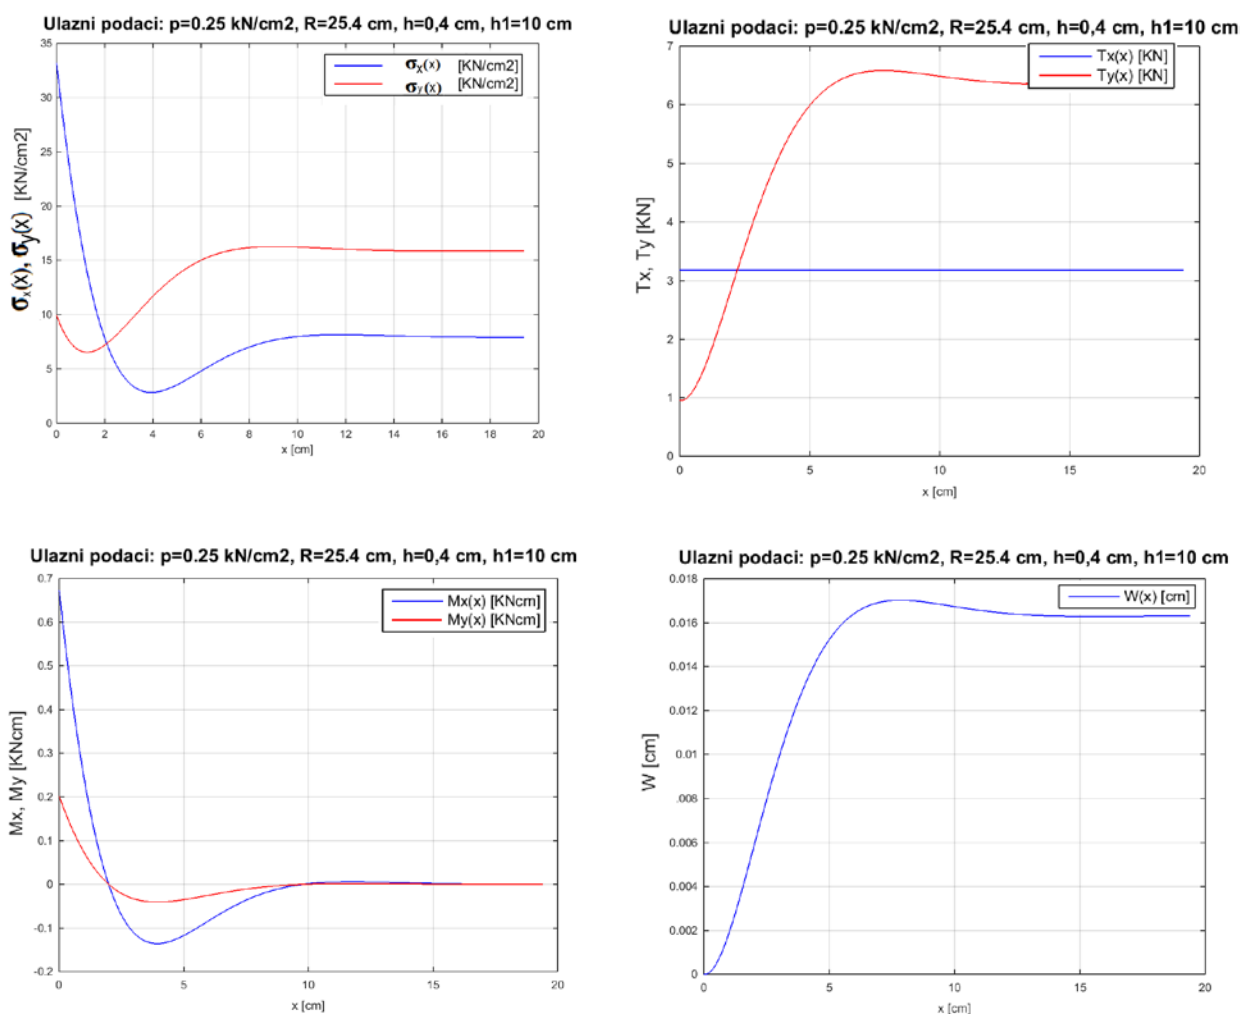 Ulazni podaci: p=0.25 kN/cm2, R=25.4 cm, h=0,4 cm, h1=10 cm
σx(x) [KN/cm2]
σy(x) [KN/cm2]
35
30
25
20
15
10
5
0
σx(x), σy(x) [KN/cm2]
0 2 4 6 8 10 12 14 16 18 20
x [cm]
Ulazni podaci: p=0.25 kN/cm2, R=25.4 cm, h=0,4 cm, h1=10 cm
Tx(x) [KN]
Ty(x) [KN]
7
6
5
4
3
2
1
0
Tx, Ty [KN]
0 5 10 15 20
x [cm]
Ulazni podaci: p=0.25 kN/cm2, R=25.4 cm, h=0,4 cm, h1=10 cm
Mx(x) [KNcm]
My(x) [KNcm]
0.7
0.6
0.5
0.4
0.3
0.2
0.1
0
-0.1
-0.2
Mx, My [KNcm]
0 5 10 15 20
x [cm]
Ulazni podaci: p=0.25 kN/cm2, R=25.4 cm, h=0,4 cm, h1=10 cm
W(x) [cm]
0.018
0.016
0.014
0.012
0.01
0.008
0.006
0.004
0.002
0
W [cm]
0 5 10 15 20
x [cm]